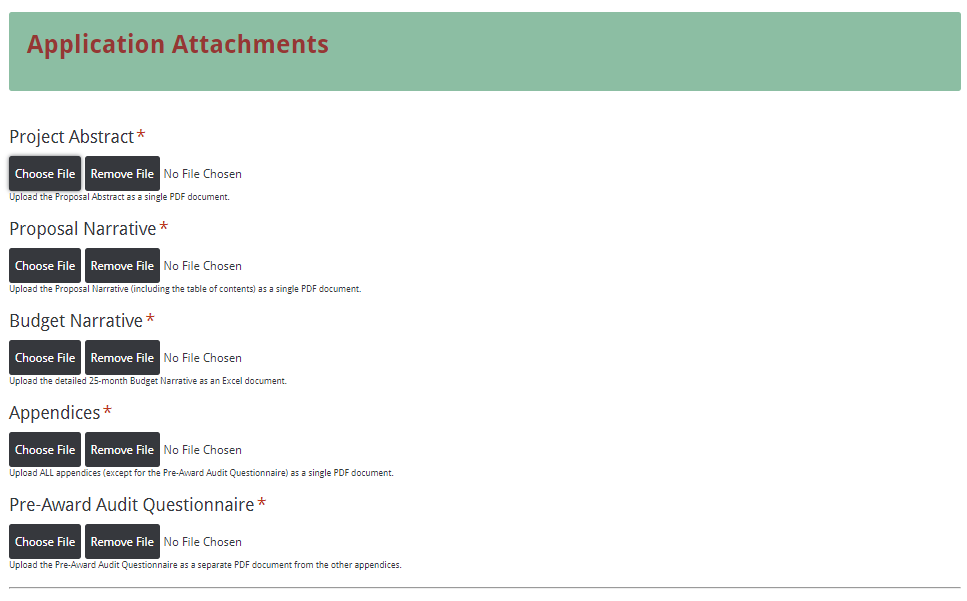 Application Attachments
Project Abstract *
Choose File Remove File No File Chosen
Upload the Proposal Abstract as a single PDF document.
Proposal Narrative *
Choose File Remove File No File Chosen
Upload the Proposal Narrative (including the table of contents) as a single PDF document.
Budget Narrative *
Choose File Remove File No File Chosen
Upload the detailed 25-month Budget Narrative as an Excel document.
Appendices *
Choose File Remove File No File Chosen
Upload ALL appendices (except for the Pre-Award Audit Questionnaire) as a single PDF document.
Pre-Award Audit Questionnaire *
Choose File Remove File No File Chosen
Upload the Pre-Award Audit Questionnaire as a separate PDF document from the other appendices.